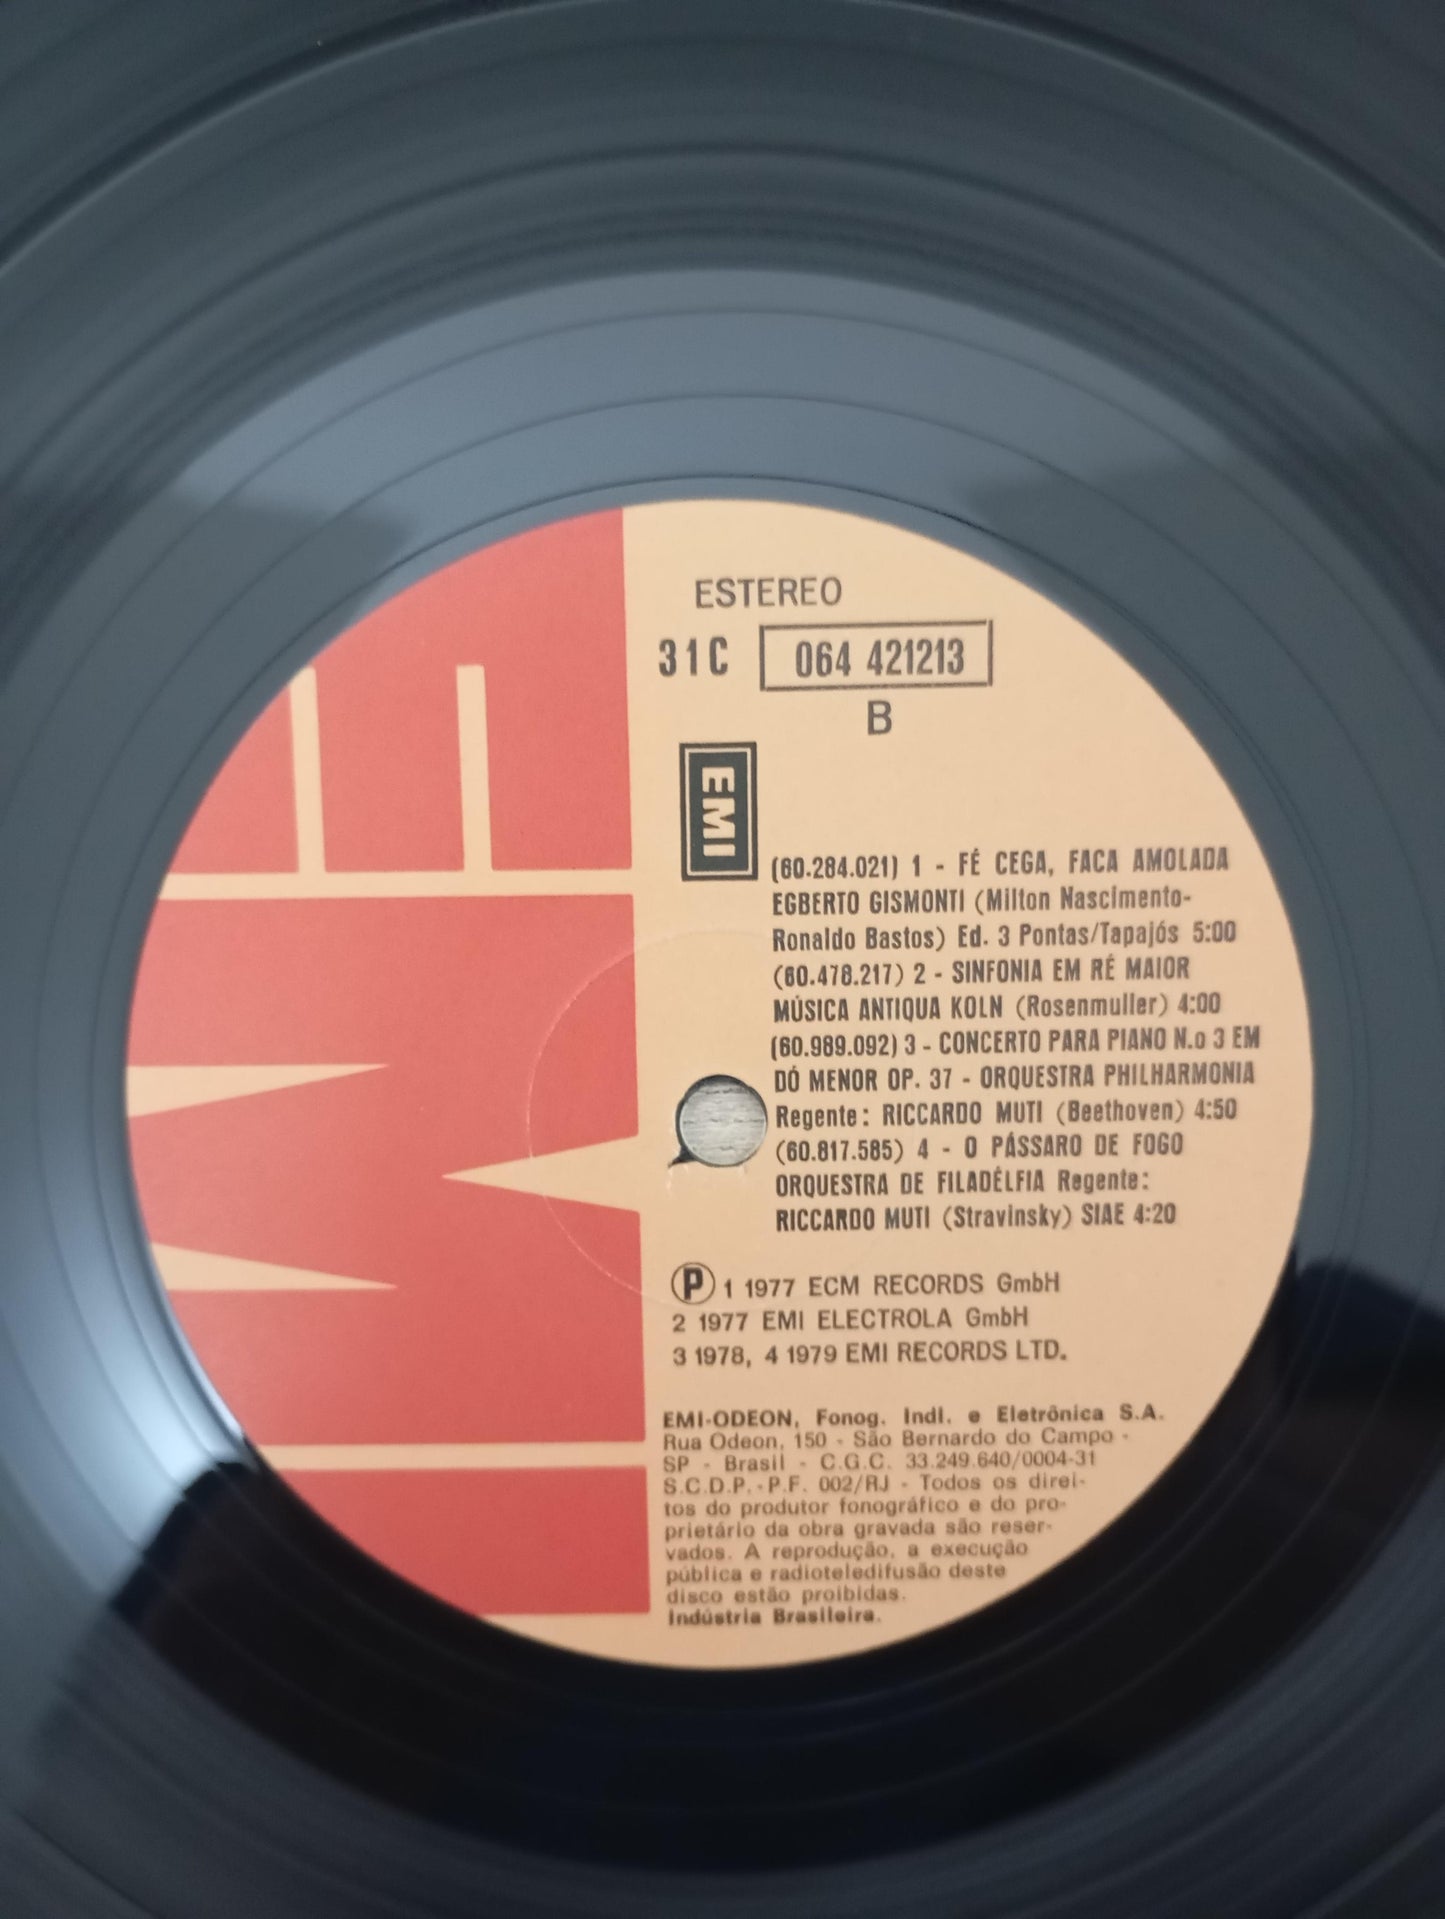 ESTEREO
31C 064 421213
B
EMI
(60.284.021) 1 - FÉ CEGA, FACA AMOLADA
EGBERTO GISMONTI (Milton Nascimento-
Ronaldo Bastos) Ed. 3 Pontas/Tapajós 5:00
(60.478.217) 2 - SINFONIA EM RÉ MAIOR
MÚSICA ANTIQUA KOLN (Rosenmuller) 4:00
(60.989.092) 3 - CONCERTO PARA PIANO N.o 3 EM
DÓ MENOR OP. 37 - ORQUESTRA PHILHARMONIA
Regente: RICCARDO MUTI (Beethoven) 4:50
(60.817.585) 4 - O PÁSSARO DE FOGO
ORQUESTRA DE FILADÉLFIA Regente:
RICCARDO MUTI (Stravinsky) SIAE 4:20
Ⓟ 1 1977 ECM RECORDS GmbH
2 1977 EMI ELECTROLA GmbH
3 1978, 4 1979 EMI RECORDS LTD.
EMI-ODEON, Fonog. Indl. e Eletrônica S.A.
Rua Odeon, 150 - São Bernardo do Campo -
SP - Brasil - C.G.C. 33.249.640/0004-31
S.C.D.P.-P.F. 002/RJ - Todos os direi-
tos do produtor fonográfico e do pro-
prietário da obra gravada são reser-
vados. A reprodução, a execução
pública e radioteledifusão deste
disco estão proibidas.
Indústria Brasileira.